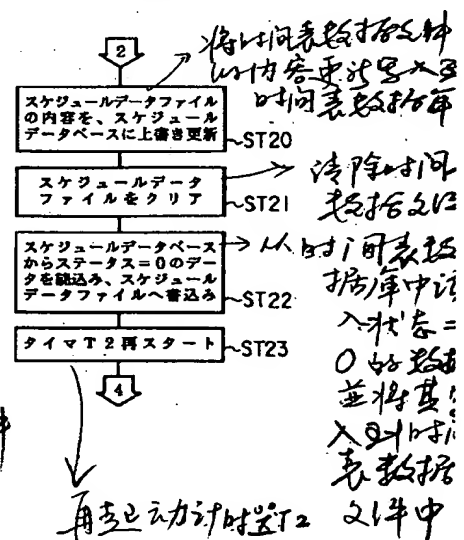 2
将时间表数据文件
的内容更新写入至
时间表数据库
スケジュールデータファイル
の内容を、スケジュール
データベースに上書き更新
ST20
清除时间
表数据文件
スケジュールデータ
ファイルをクリア
ST21
从时间表数
据库中读
入状态=
0的数据
並将其写
入到时间
表数据
文件中
スケジュールデータベース
からステータス=0のデー
タを読込み、スケジュール
データファイルへ書込み
ST22
タイマT2再スタート
ST23
4
件
再起动计时器T2